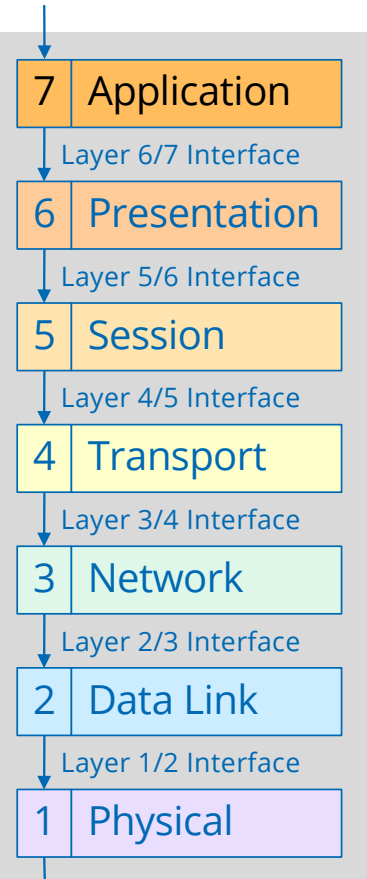 7 Application
Layer 6/7 Interface
6 Presentation
Layer 5/6 Interface
5 Session
Layer 4/5 Interface
4 Transport
Layer 3/4 Interface
3 Network
Layer 2/3 Interface
2 Data Link
Layer 1/2 Interface
1 Physical